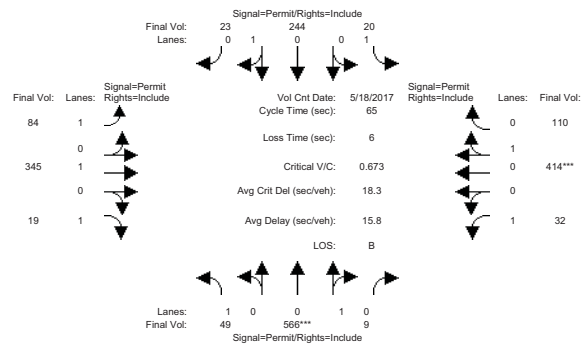 Signal=Permit/Rights=Include
Final Vol: 23 244 20
Lanes: 0 1 0 0 1
Signal=Permit
Final Vol: Lanes: Rights=Include
Vol Cnt Date: 5/18/2017
Signal=Permit
Rights=Include Lanes: Final Vol:
Cycle Time (sec): 65
84 1
0 110
Loss Time (sec): 6
0
1
345 1
Critical V/C: 0.673
0 414***
0
Avg Crit Del (sec/veh): 18.3
0
19 1
Avg Delay (sec/veh): 15.8
1 32
LOS: B
Lanes: 1 0 0 1 0
Final Vol: 49 566*** 9
Signal=Permit/Rights=Include